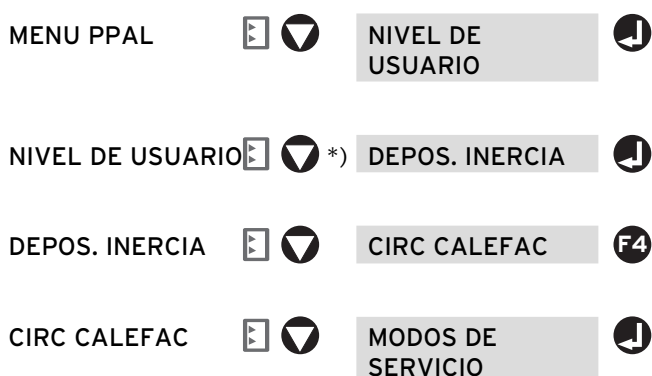 MENU PPAL NIVEL DE
USUARIO
NIVEL DE USUARIO *) DEPOS. INERCIA
DEPOS. INERCIA CIRC CALEFAC F4
CIRC CALEFAC MODOS DE
SERVICIO